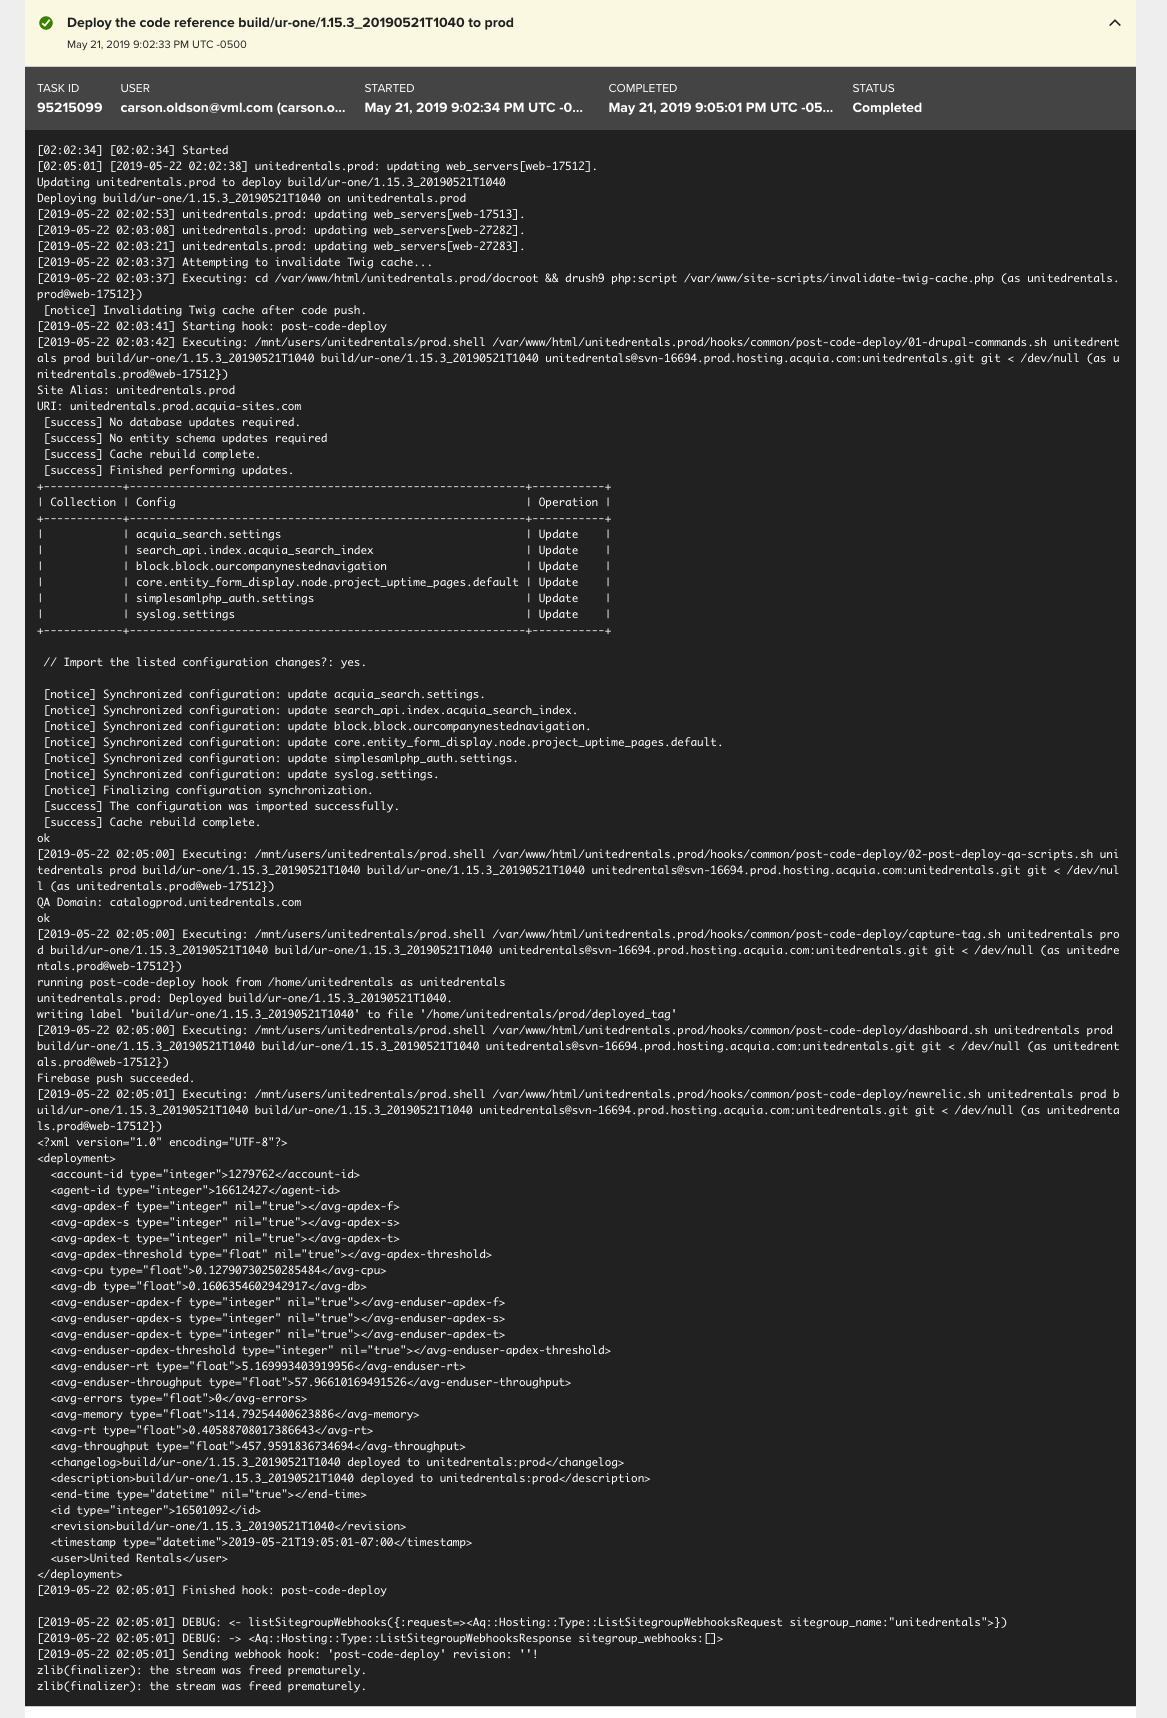 Deploy the code reference build/ur-one/1.15.3_20190521T1040 to prod
May 21, 2019 9:02:33 PM UTC -0500
TASK ID USER STARTED COMPLETED STATUS
95215099 carson.oldson@vml.com (carson.o... May 21, 2019 9:02:34 PM UTC -0... May 21, 2019 9:05:01 PM UTC -05... Completed
[02:02:34] [02:02:34] Started
[02:05:01] [2019-05-22 02:02:38] unitedrentals.prod: updating web_servers[web-17512].
Updating unitedrentals.prod to deploy build/ur-one/1.15.3_20190521T1040
Deploying build/ur-one/1.15.3_20190521T1040 on unitedrentals.prod
[2019-05-22 02:02:53] unitedrentals.prod: updating web_servers[web-17513].
[2019-05-22 02:03:08] unitedrentals.prod: updating web_servers[web-27282].
[2019-05-22 02:03:21] unitedrentals.prod: updating web_servers[web-27283].
[2019-05-22 02:03:37] Attempting to invalidate Twig cache...
[2019-05-22 02:03:37] Executing: cd /var/www/html/unitedrentals.prod/docroot && drush9 php:script /var/www/site-scripts/invalidate-twig-cache.php (as unitedrentals.
prod@web-17512})
 [notice] Invalidating Twig cache after code push.
[2019-05-22 02:03:41] Starting hook: post-code-deploy
[2019-05-22 02:03:42] Executing: /mnt/users/unitedrentals/prod.shell /var/www/html/unitedrentals.prod/hooks/common/post-code-deploy/01-drupal-commands.sh unitedrent
als prod build/ur-one/1.15.3_20190521T1040 build/ur-one/1.15.3_20190521T1040 unitedrentals@svn-16694.prod.hosting.acquia.com:unitedrentals.git git < /dev/null (as u
nitedrentals.prod@web-17512})
Site Alias: unitedrentals.prod
URI: unitedrentals.prod.acquia-sites.com
 [success] No database updates required.
 [success] No entity schema updates required
 [success] Cache rebuild complete.
 [success] Finished performing updates.
+------------+------------------------------------------------------------+-----------+
| Collection | Config                                                     | Operation |
+------------+------------------------------------------------------------+-----------+
|            | acquia_search.settings                                     | Update    |
|            | search_api.index.acquia_search_index                       | Update    |
|            | block.block.ourcompanynestednavigation                     | Update    |
|            | core.entity_form_display.node.project_uptime_pages.default | Update    |
|            | simplesamlphp_auth.settings                                | Update    |
|            | syslog.settings                                            | Update    |
+------------+------------------------------------------------------------+-----------+
 // Import the listed configuration changes?: yes.
 [notice] Synchronized configuration: update acquia_search.settings.
 [notice] Synchronized configuration: update search_api.index.acquia_search_index.
 [notice] Synchronized configuration: update block.block.ourcompanynestednavigation.
 [notice] Synchronized configuration: update core.entity_form_display.node.project_uptime_pages.default.
 [notice] Synchronized configuration: update simplesamlphp_auth.settings.
 [notice] Synchronized configuration: update syslog.settings.
 [notice] Finalizing configuration synchronization.
 [success] The configuration was imported successfully.
 [success] Cache rebuild complete.
ok
[2019-05-22 02:05:00] Executing: /mnt/users/unitedrentals/prod.shell /var/www/html/unitedrentals.prod/hooks/common/post-code-deploy/02-post-deploy-qa-scripts.sh uni
tedrentals prod build/ur-one/1.15.3_20190521T1040 build/ur-one/1.15.3_20190521T1040 unitedrentals@svn-16694.prod.hosting.acquia.com:unitedrentals.git git < /dev/nul
l (as unitedrentals.prod@web-17512})
QA Domain: catalogprod.unitedrentals.com
ok
[2019-05-22 02:05:00] Executing: /mnt/users/unitedrentals/prod.shell /var/www/html/unitedrentals.prod/hooks/common/post-code-deploy/capture-tag.sh unitedrentals pro
d build/ur-one/1.15.3_20190521T1040 build/ur-one/1.15.3_20190521T1040 unitedrentals@svn-16694.prod.hosting.acquia.com:unitedrentals.git git < /dev/null (as unitedre
ntals.prod@web-17512})
running post-code-deploy hook from /home/unitedrentals as unitedrentals
unitedrentals.prod: Deployed build/ur-one/1.15.3_20190521T1040.
writing label 'build/ur-one/1.15.3_20190521T1040' to file '/home/unitedrentals/prod/deployed_tag'
[2019-05-22 02:05:00] Executing: /mnt/users/unitedrentals/prod.shell /var/www/html/unitedrentals.prod/hooks/common/post-code-deploy/dashboard.sh unitedrentals prod
build/ur-one/1.15.3_20190521T1040 build/ur-one/1.15.3_20190521T1040 unitedrentals@svn-16694.prod.hosting.acquia.com:unitedrentals.git git < /dev/null (as unitedrent
als.prod@web-17512})
Firebase push succeeded.
[2019-05-22 02:05:01] Executing: /mnt/users/unitedrentals/prod.shell /var/www/html/unitedrentals.prod/hooks/common/post-code-deploy/newrelic.sh unitedrentals prod b
uild/ur-one/1.15.3_20190521T1040 build/ur-one/1.15.3_20190521T1040 unitedrentals@svn-16694.prod.hosting.acquia.com:unitedrentals.git git < /dev/null (as unitedrenta
ls.prod@web-17512})
<?xml version="1.0" encoding="UTF-8"?>
<deployment>
  <account-id type="integer">1279762</account-id>
  <agent-id type="integer">16612427</agent-id>
  <avg-apdex-f type="integer" nil="true"></avg-apdex-f>
  <avg-apdex-s type="integer" nil="true"></avg-apdex-s>
  <avg-apdex-t type="integer" nil="true"></avg-apdex-t>
  <avg-apdex-threshold type="float" nil="true"></avg-apdex-threshold>
  <avg-cpu type="float">0.12790730250285484</avg-cpu>
  <avg-db type="float">0.1606354602942917</avg-db>
  <avg-enduser-apdex-f type="integer" nil="true"></avg-enduser-apdex-f>
  <avg-enduser-apdex-s type="integer" nil="true"></avg-enduser-apdex-s>
  <avg-enduser-apdex-t type="integer" nil="true"></avg-enduser-apdex-t>
  <avg-enduser-apdex-threshold type="integer" nil="true"></avg-enduser-apdex-threshold>
  <avg-enduser-rt type="float">5.169993403919956</avg-enduser-rt>
  <avg-enduser-throughput type="float">57.96610169491526</avg-enduser-throughput>
  <avg-errors type="float">0</avg-errors>
  <avg-memory type="float">114.79254400623886</avg-memory>
  <avg-rt type="float">0.40588708017386643</avg-rt>
  <avg-throughput type="float">457.9591836734694</avg-throughput>
  <changelog>build/ur-one/1.15.3_20190521T1040 deployed to unitedrentals:prod</changelog>
  <description>build/ur-one/1.15.3_20190521T1040 deployed to unitedrentals:prod</description>
  <end-time type="datetime" nil="true"></end-time>
  <id type="integer">16501092</id>
  <revision>build/ur-one/1.15.3_20190521T1040</revision>
  <timestamp type="datetime">2019-05-21T19:05:01-07:00</timestamp>
  <user>United Rentals</user>
</deployment>
[2019-05-22 02:05:01] Finished hook: post-code-deploy
[2019-05-22 02:05:01] DEBUG: <- listSitegroupWebhooks({:request=><Aq::Hosting::Type::ListSitegroupWebhooksRequest sitegroup_name:"unitedrentals">})
[2019-05-22 02:05:01] DEBUG: -> <Aq::Hosting::Type::ListSitegroupWebhooksResponse sitegroup_webhooks:[]>
[2019-05-22 02:05:01] Sending webhook hook: 'post-code-deploy' revision: ''!
zlib(finalizer): the stream was freed prematurely.
zlib(finalizer): the stream was freed prematurely.